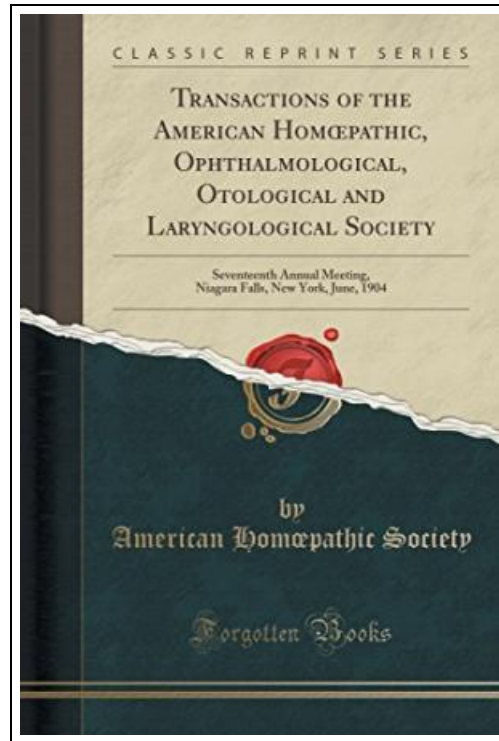 CLASSIC REPRINT SERIES
TRANSACTIONS OF THE
AMERICAN HOMŒPATHIC,
OPHTHALMOLOGICAL,
OTOLOGICAL AND
LARYNGOLOGICAL SOCIETY
Seventeenth Annual Meeting,
Niagara Falls, New York, June, 1904
by
American Homœpathic Society
Forgotten Books